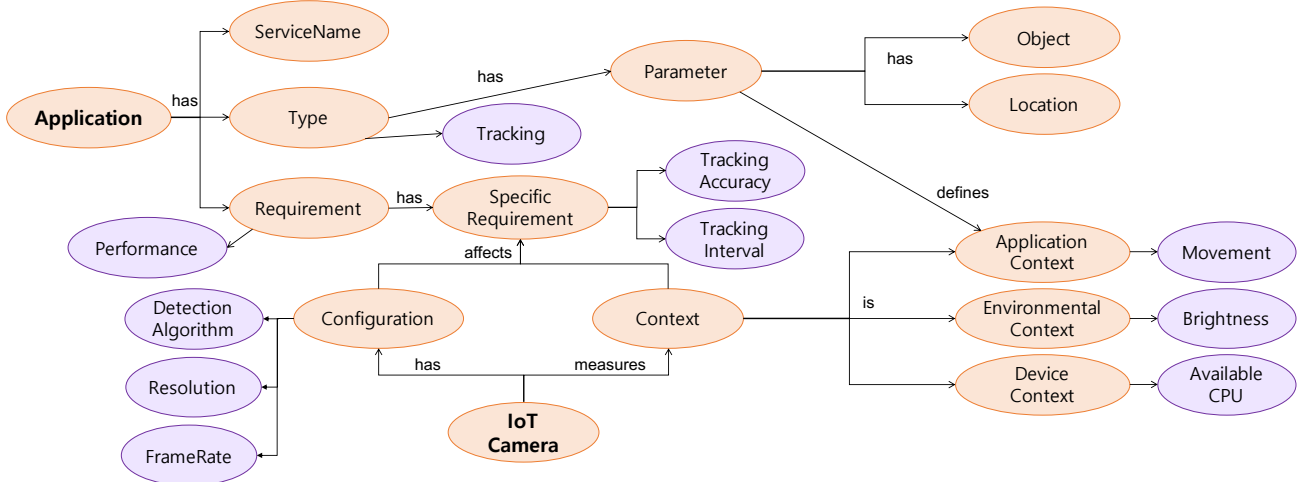 ServiceName
Object
has
Parameter
has
has
Application
Type
Location
Tracking
Tracking
Accuracy
has
Specific
Requirement
Requirement
defines
Performance
Tracking
Interval
affects
Application
Context
Movement
is
Detection
Algorithm
Configuration
Context
Environmental
Context
Brightness
has
measures
Resolution
Device
Context
Available
CPU
IoT
Camera
FrameRate